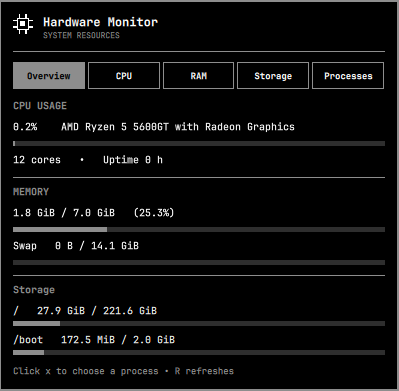 Hardware Monitor
SYSTEM RESOURCES
Overview CPU RAM Storage Processes
CPU USAGE
0.2% AMD Ryzen 5 5600GT with Radeon Graphics
12 cores • Uptime 0 h
MEMORY
1.8 GiB / 7.0 GiB (25.3%)
Swap 0 B / 14.1 GiB
Storage
/ 27.9 GiB / 221.6 GiB
/boot 172.5 MiB / 2.0 GiB
Click x to choose a process • R refreshes